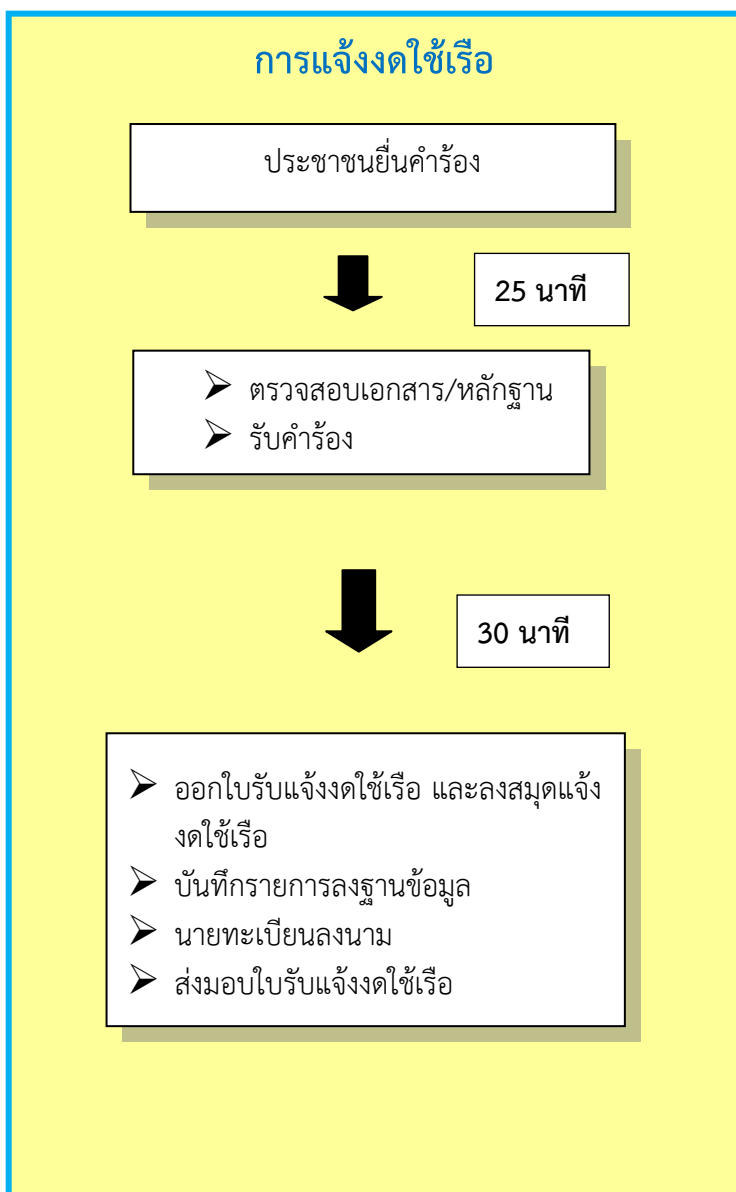 การแจ้งงดใช้เรือ
ประชาชนยื่นคำร้อง
25 นาที
➢ ตรวจสอบเอกสาร/หลักฐาน
➢ รับคำร้อง
30 นาที
➢ ออกใบรับแจ้งงดใช้เรือ และลงสมุดแจ้ง
งดใช้เรือ
➢ บันทึกรายการลงฐานข้อมูล
➢ นายทะเบียนลงนาม
➢ ส่งมอบใบรับแจ้งงดใช้เรือ